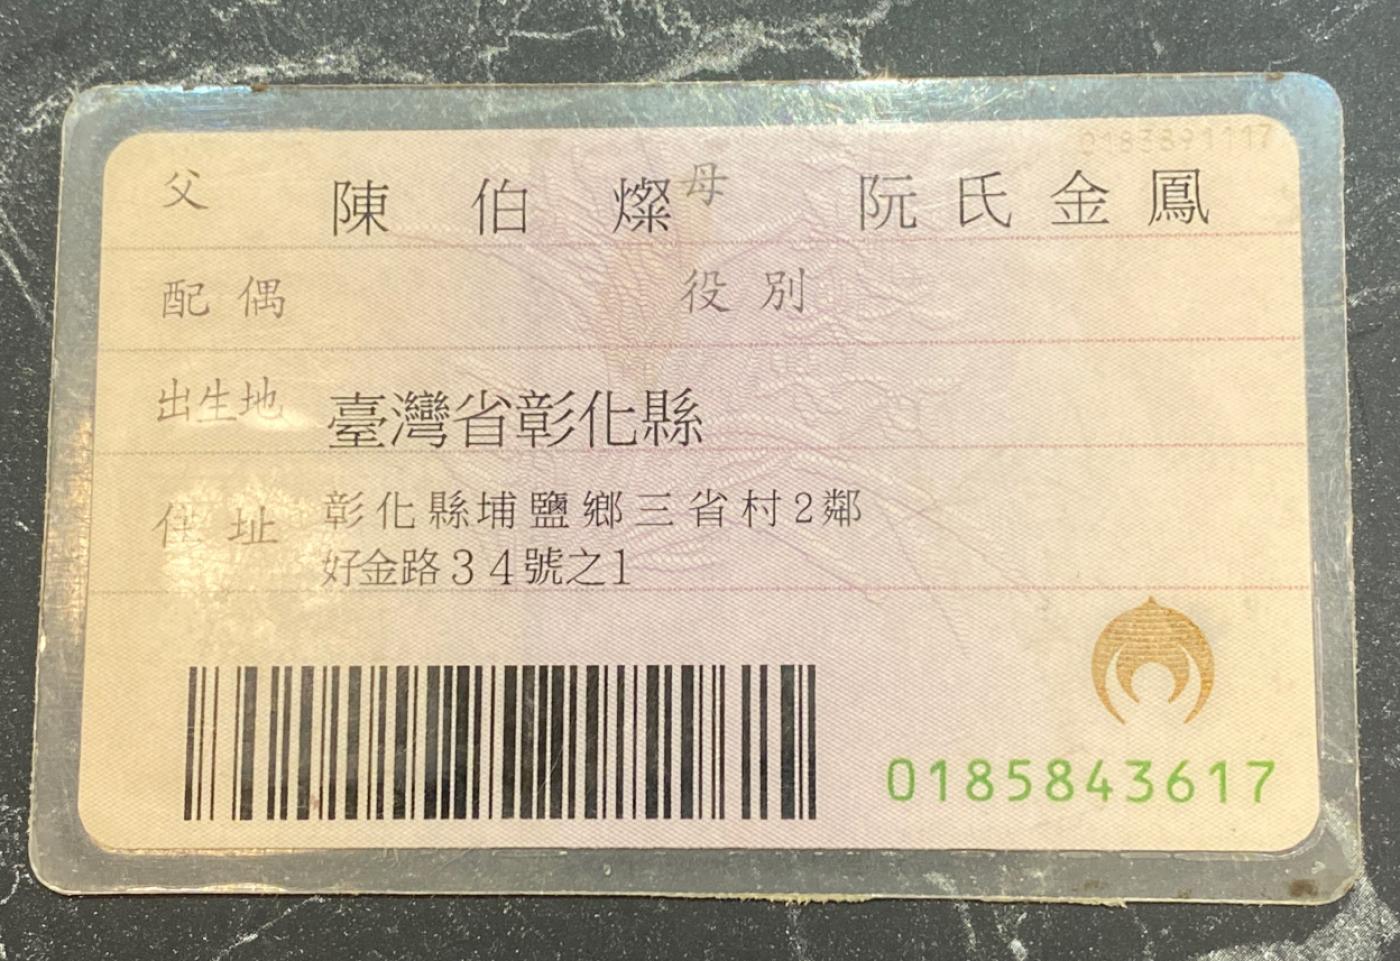 0183891117
父 陳伯燦 母 阮氏金鳳
配偶 役別
出生地 臺灣省彰化縣
住址 彰化縣埔鹽鄉三省村2鄰
好金路34號之1
0185843617